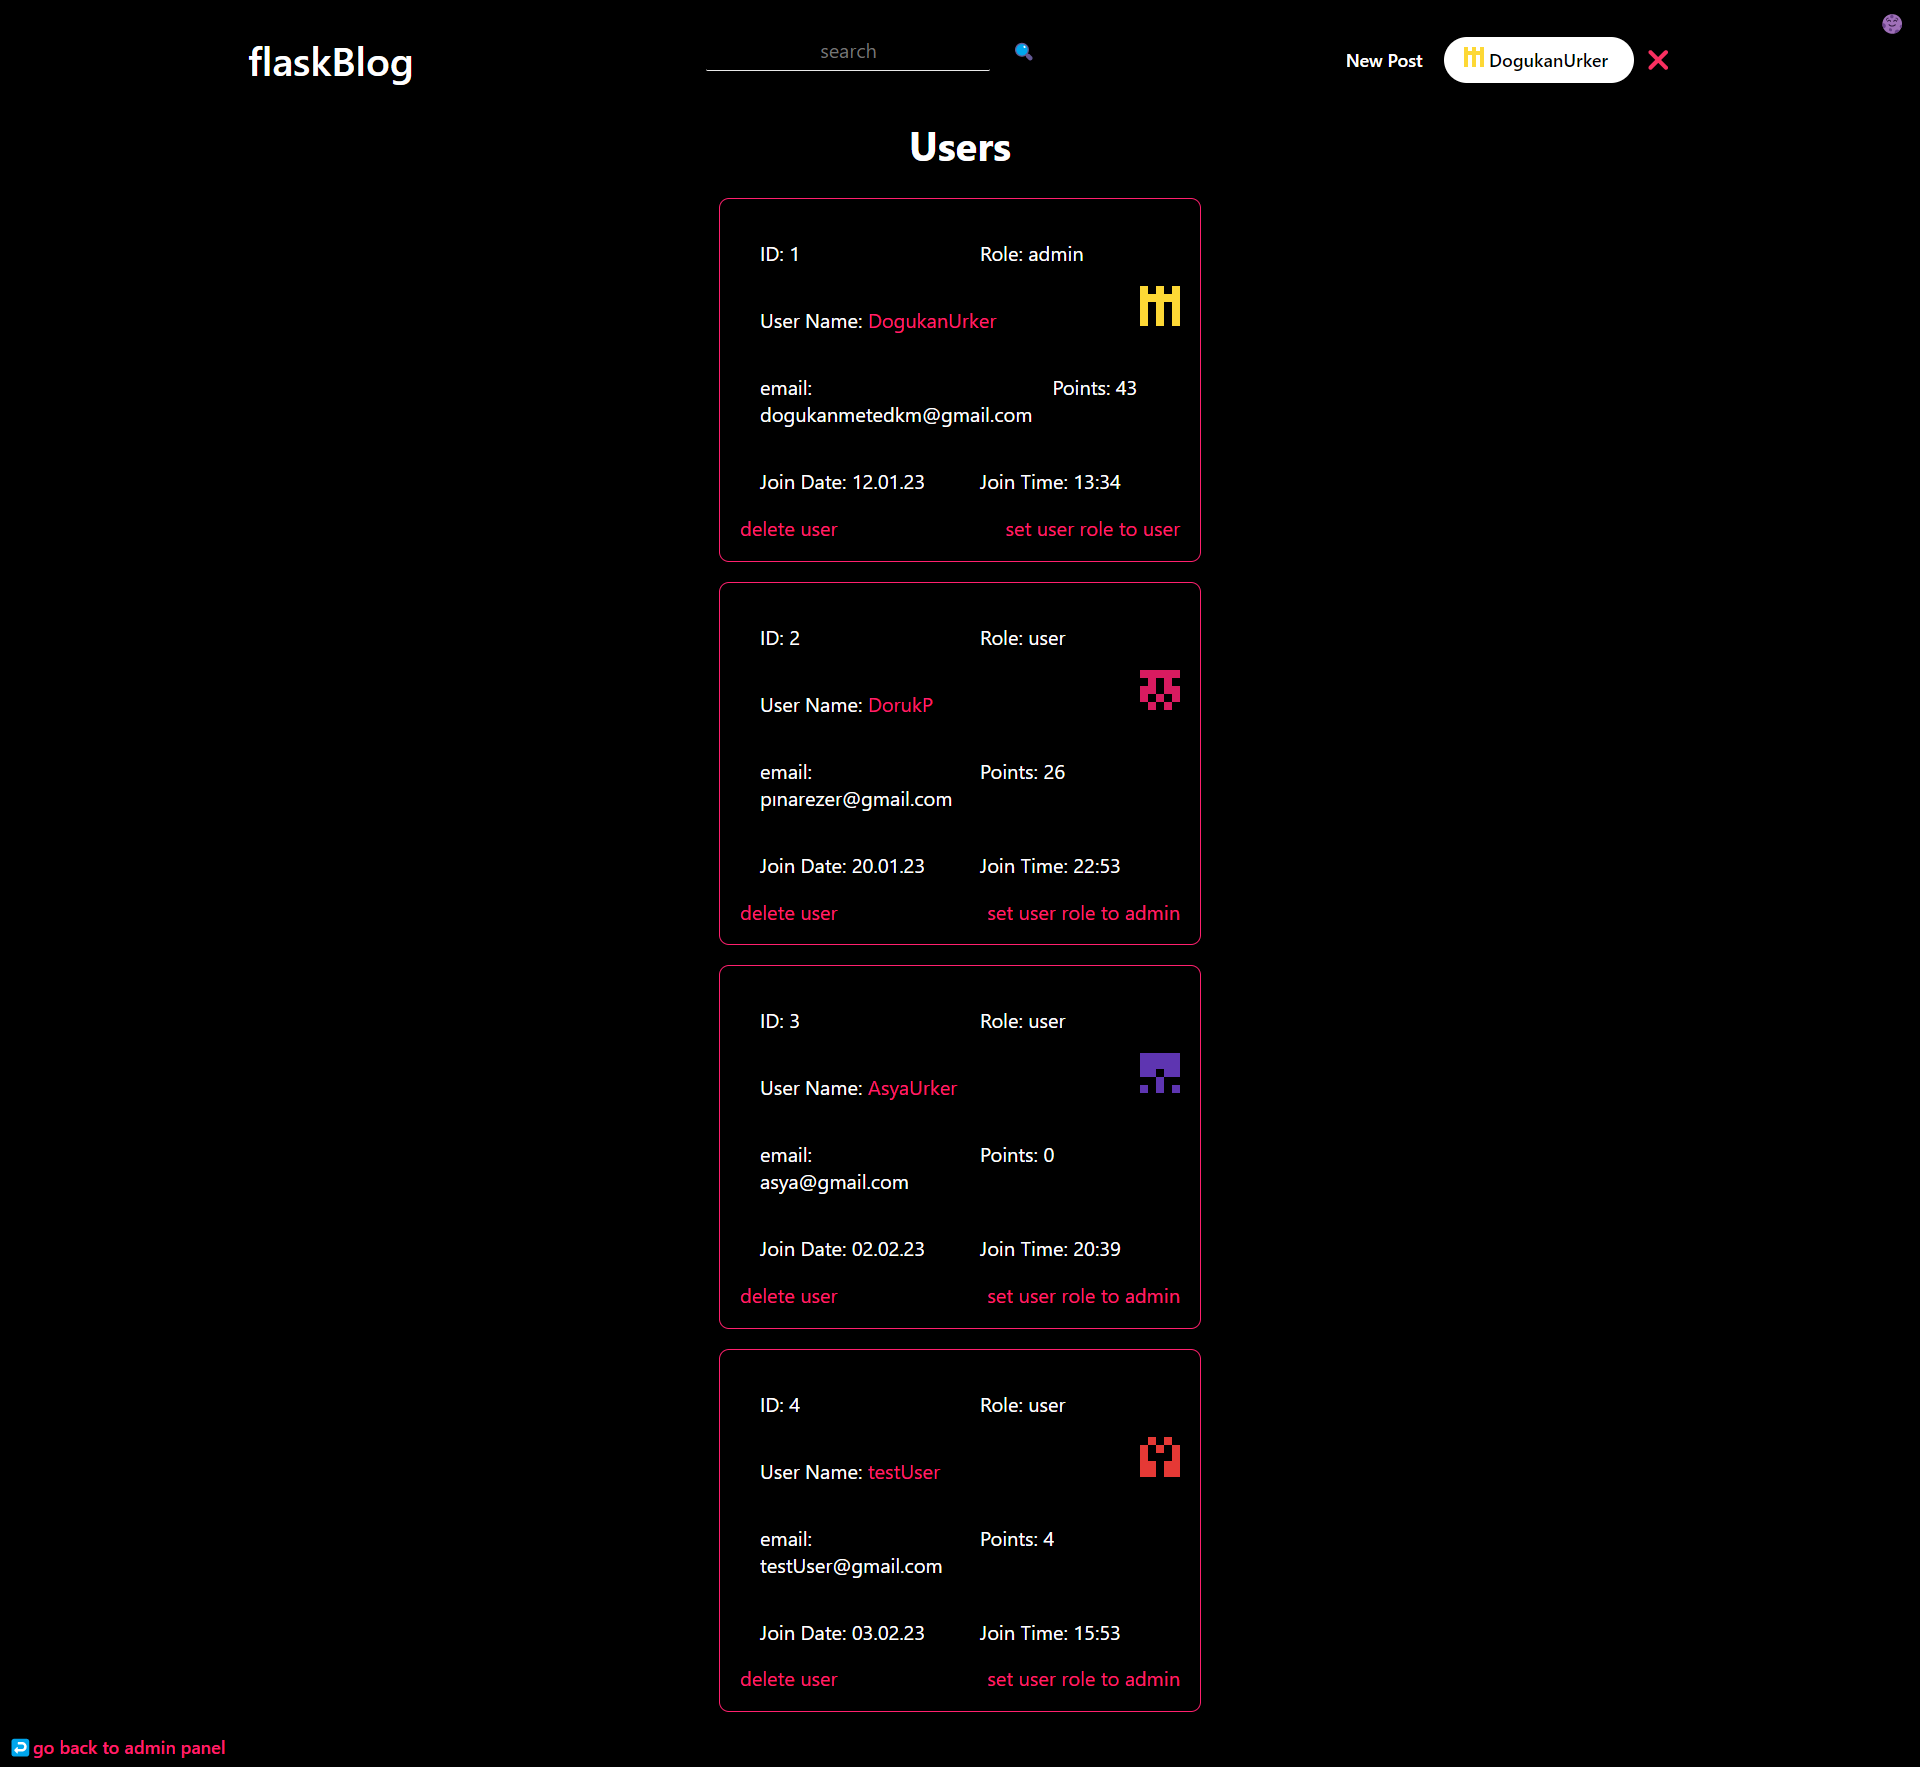 flaskBlog
search
New Post
DogukanUrker
Users
ID: 1
Role: admin
User Name: DogukanUrker
email:
dogukanmetedkm@gmail.com
Points: 43
Join Date: 12.01.23
Join Time: 13:34
delete user
set user role to user
ID: 2
Role: user
User Name: DorukP
email:
pınarezer@gmail.com
Points: 26
Join Date: 20.01.23
Join Time: 22:53
delete user
set user role to admin
ID: 3
Role: user
User Name: AsyaUrker
email:
asya@gmail.com
Points: 0
Join Date: 02.02.23
Join Time: 20:39
delete user
set user role to admin
ID: 4
Role: user
User Name: testUser
email:
testUser@gmail.com
Points: 4
Join Date: 03.02.23
Join Time: 15:53
delete user
set user role to admin
go back to admin panel